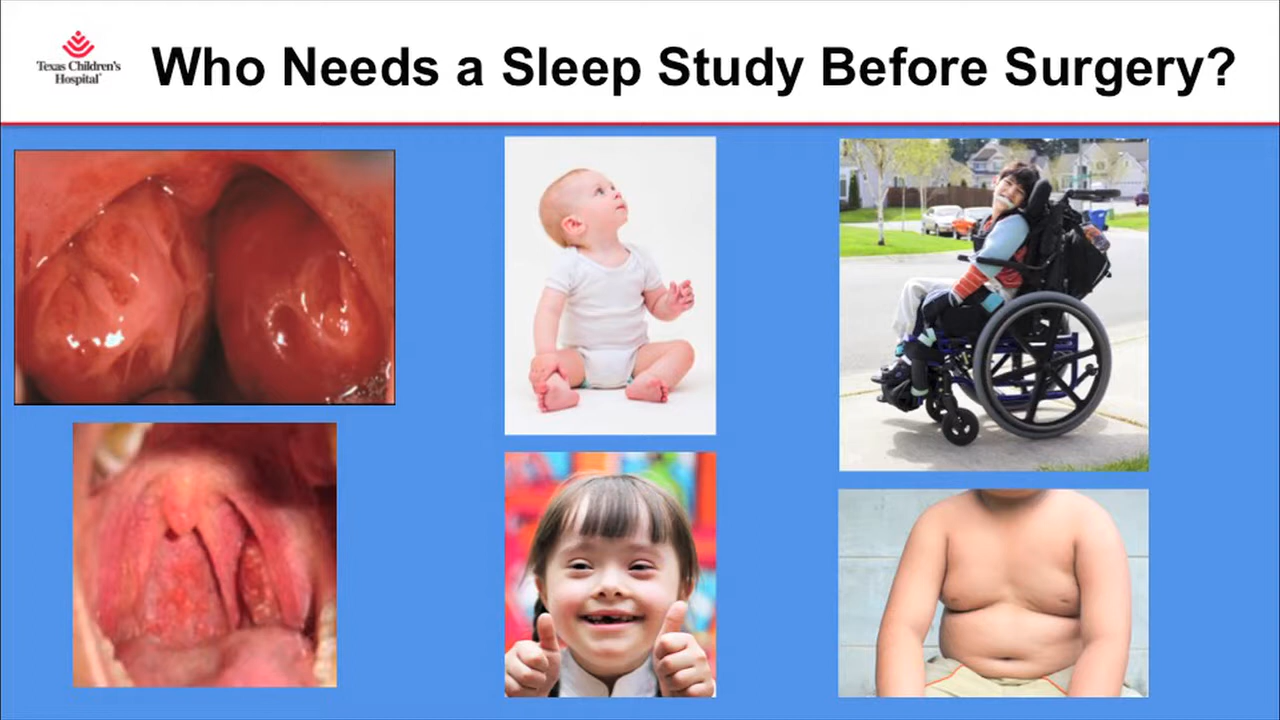 Texas Children's
Hospital®
Who Needs a Sleep Study Before Surgery?